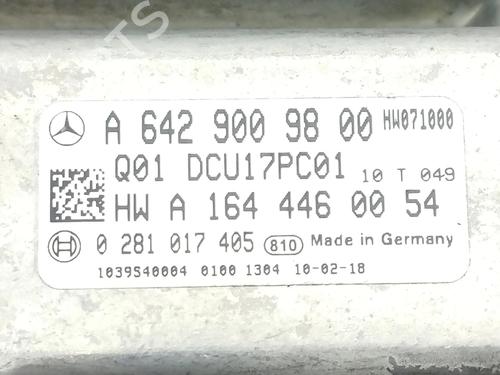 A 642 900 98 00 HW071000
Q01 DCU17PC01 10 T 049
HW A 164 446 00 54
0 281 017 405 810 Made in Germany
1039S40004 0100 1304 10-02-18